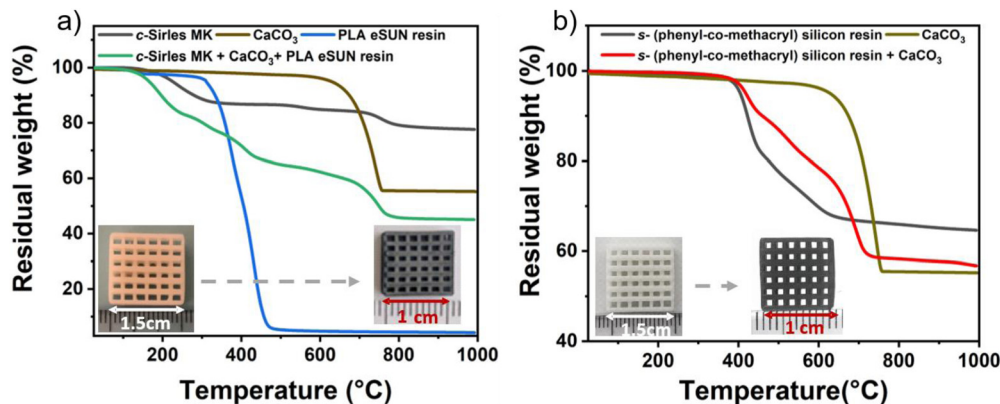 a)
c-Sirles MK CaCO₃ PLA eSUN resin
c-Sirles MK + CaCO₃+ PLA eSUN resin
Residual weight (%)
100
80
60
40
20
1.5cm
1 cm
200 400 600 800 1000
Temperature (°C)
b)
s- (phenyl-co-methacryl) silicon resin CaCO₃
s- (phenyl-co-methacryl) silicon resin + CaCO₃
Residual weight (%)
100
80
60
40
1.5cm
1 cm
200 400 600 800 1000
Temperature(°C)